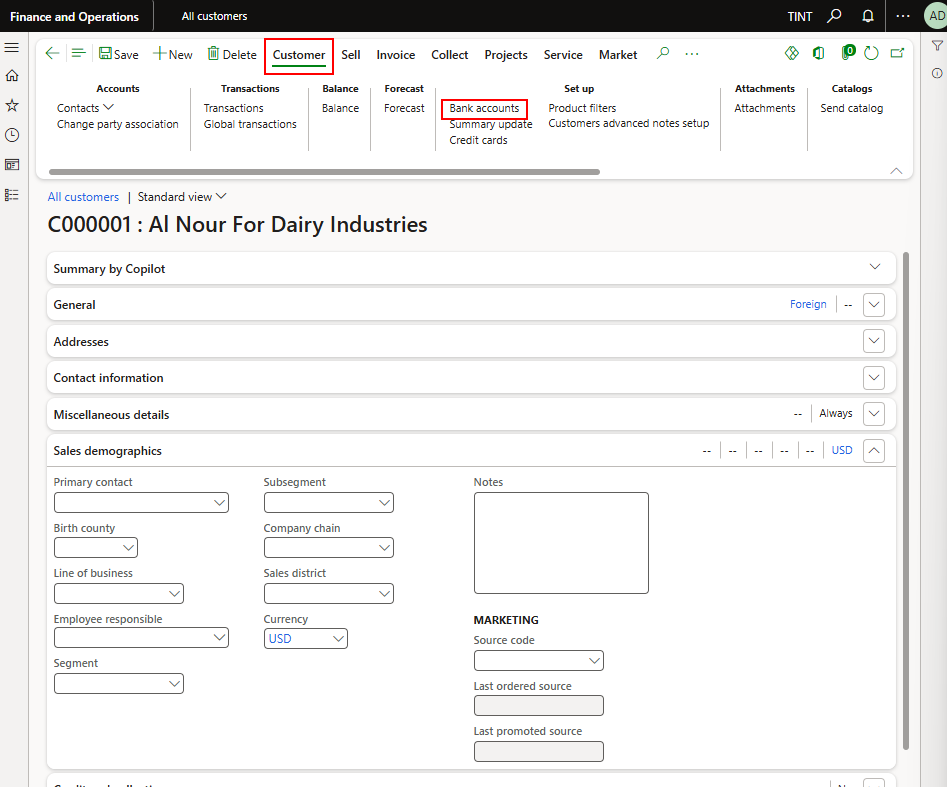 Finance and Operations
All customers
TINT
AD
Save
New
Delete
Customer
Sell
Invoice
Collect
Projects
Service
Market
0
Accounts
Contacts
Change party association
Transactions
Transactions
Global transactions
Balance
Balance
Forecast
Forecast
Bank accounts
Summary update
Credit cards
Set up
Product filters
Customers advanced notes setup
Attachments
Attachments
Catalogs
Send catalog
All customers | Standard view
C000001 : Al Nour For Dairy Industries
Summary by Copilot
General
Foreign | --
Addresses
Contact information
Miscellaneous details
-- | Always
Sales demographics
-- | -- | -- | -- | -- | USD
Primary contact
Birth county
Line of business
Employee responsible
Segment
Subsegment
Company chain
Sales district
Currency
USD
Notes
MARKETING
Source code
Last ordered source
Last promoted source